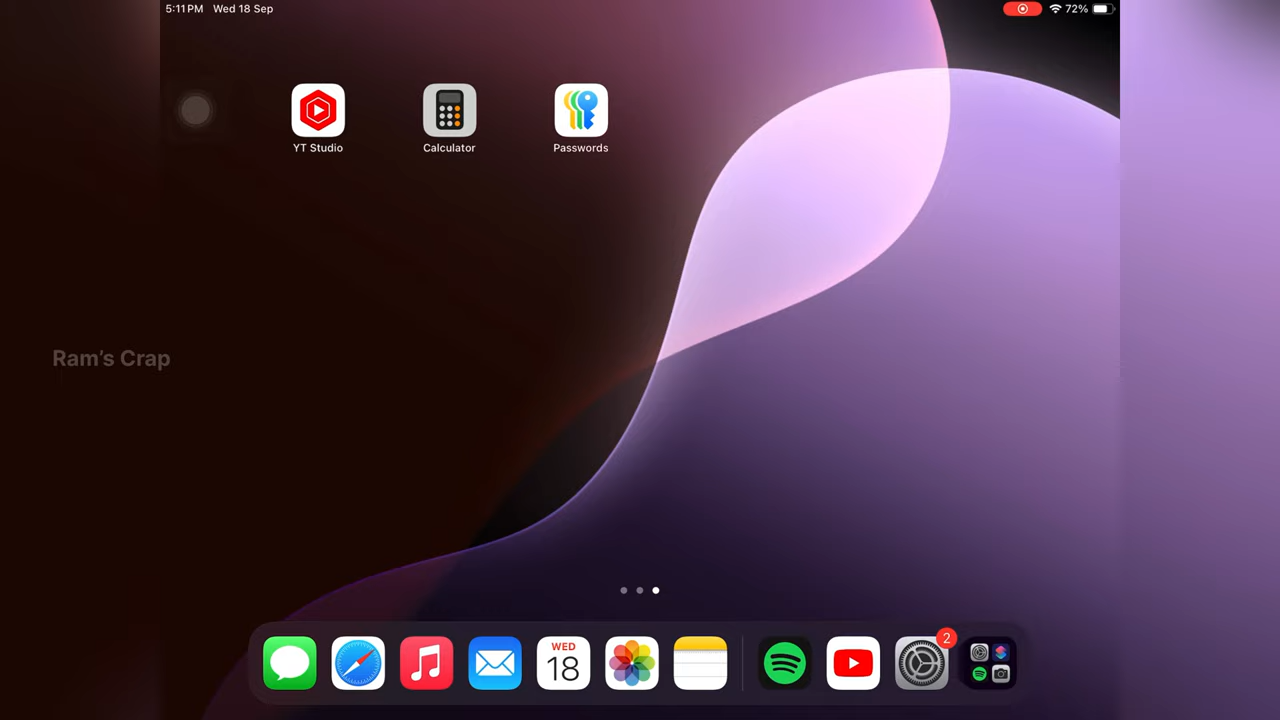 5:11 PM Wed 18 Sep
72%
YT Studio
Calculator
Passwords
Ram's Crap
WED
18
2